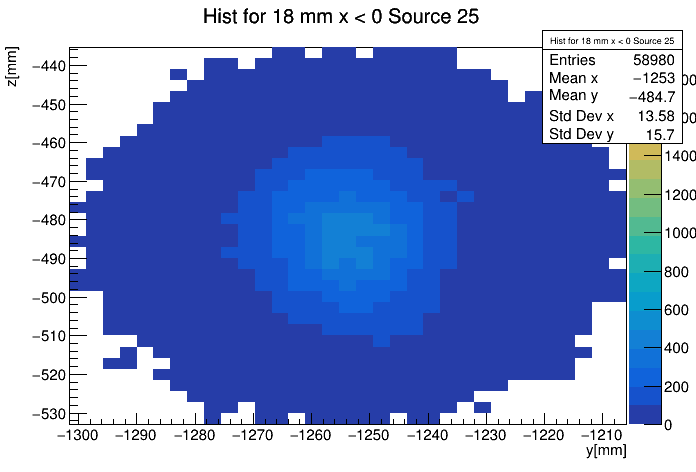 Hist for 18 mm x < 0 Source 25
z[mm]
Hist for 18 mm x < 0 Source 25
Entries 58980
Mean x −1253
Mean y −484.7
Std Dev x 13.58
Std Dev y 15.7
−440
−450
−460
−470
−480
−490
−500
−510
−520
−530
1400
1200
1000
800
600
400
200
0
−1300 −1290 −1280 −1270 −1260 −1250 −1240 −1230 −1220 −1210
y[mm]